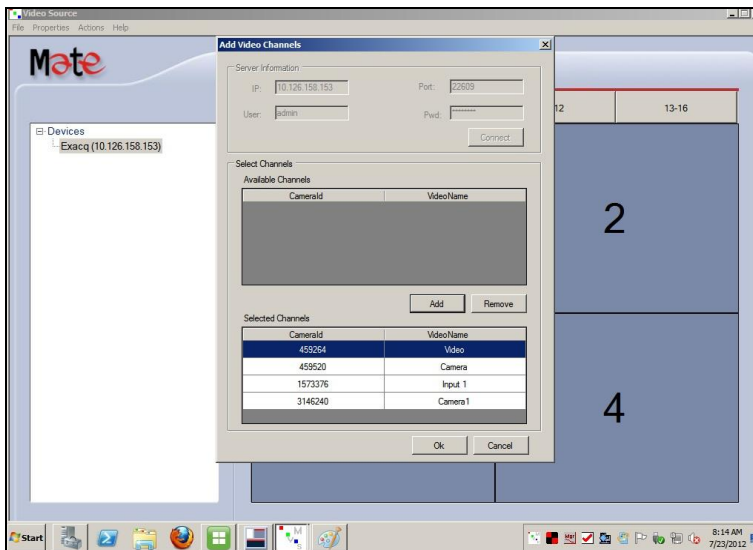 Video Source
File Properties Actions Help
Mate
Add Video Channels
Server Information
IP: 10.126.158.153 Port: 22609
User: admin Pwd: ********
Connect
12 13-16
Devices
Exacq (10.126.158.153)
Select Channels
Available Channels
CameraId VideoName
2
Add Remove
Selected Channels
CameraId VideoName
459264 Video
459520 Camera
1573376 Input 1
3146240 Camera1
4
Ok Cancel
Start
8:14 AM
7/23/2012